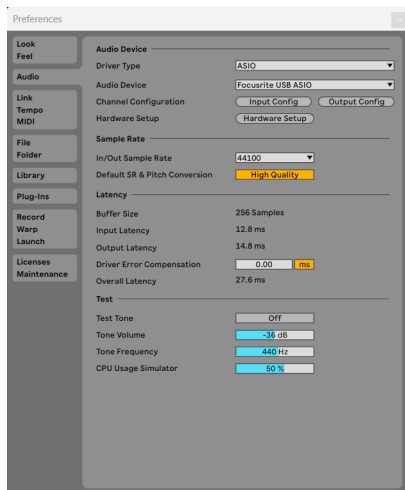 Preferences
Look
Feel
Audio
Link
Tempo
MIDI
File
Folder
Library
Plug-Ins
Record
Warp
Launch
Licenses
Maintenance
Audio Device
Driver Type ASIO
Audio Device Focusrite USB ASIO
Channel Configuration Input Config Output Config
Hardware Setup Hardware Setup
Sample Rate
In/Out Sample Rate 44100
Default SR & Pitch Conversion High Quality
Latency
Buffer Size 256 Samples
Input Latency 12.8 ms
Output Latency 14.8 ms
Driver Error Compensation 0.00 ms
Overall Latency 27.6 ms
Test
Test Tone Off
Tone Volume -36 dB
Tone Frequency 440 Hz
CPU Usage Simulator 50 %